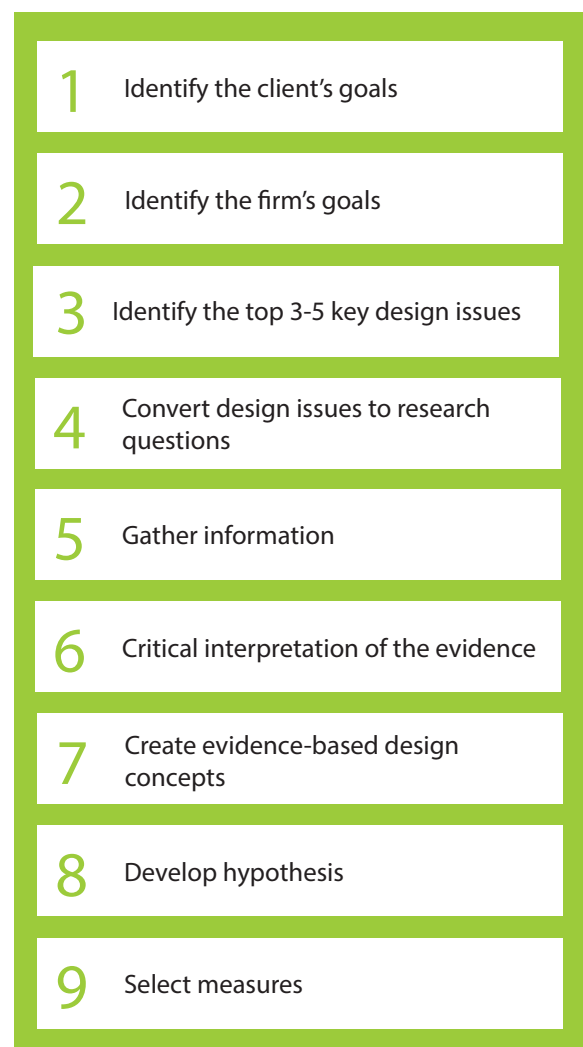 1 Identify the client’s goals
2 Identify the firm’s goals
3 Identify the top 3-5 key design issues
4 Convert design issues to research
questions
5 Gather information
6 Critical interpretation of the evidence
7 Create evidence-based design
concepts
8 Develop hypothesis
9 Select measures